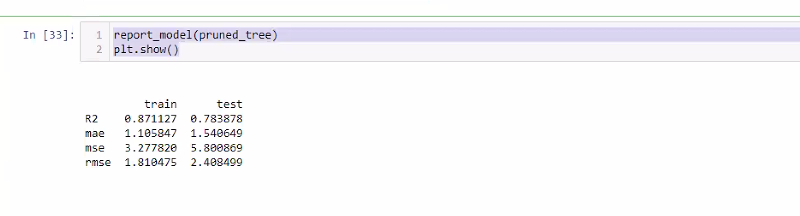 In [33]:
1 report_model(pruned_tree)
2 plt.show()
train test
R2 0.871127 0.783878
mae 1.105847 1.540649
mse 3.277820 5.800869
rmse 1.810475 2.408499